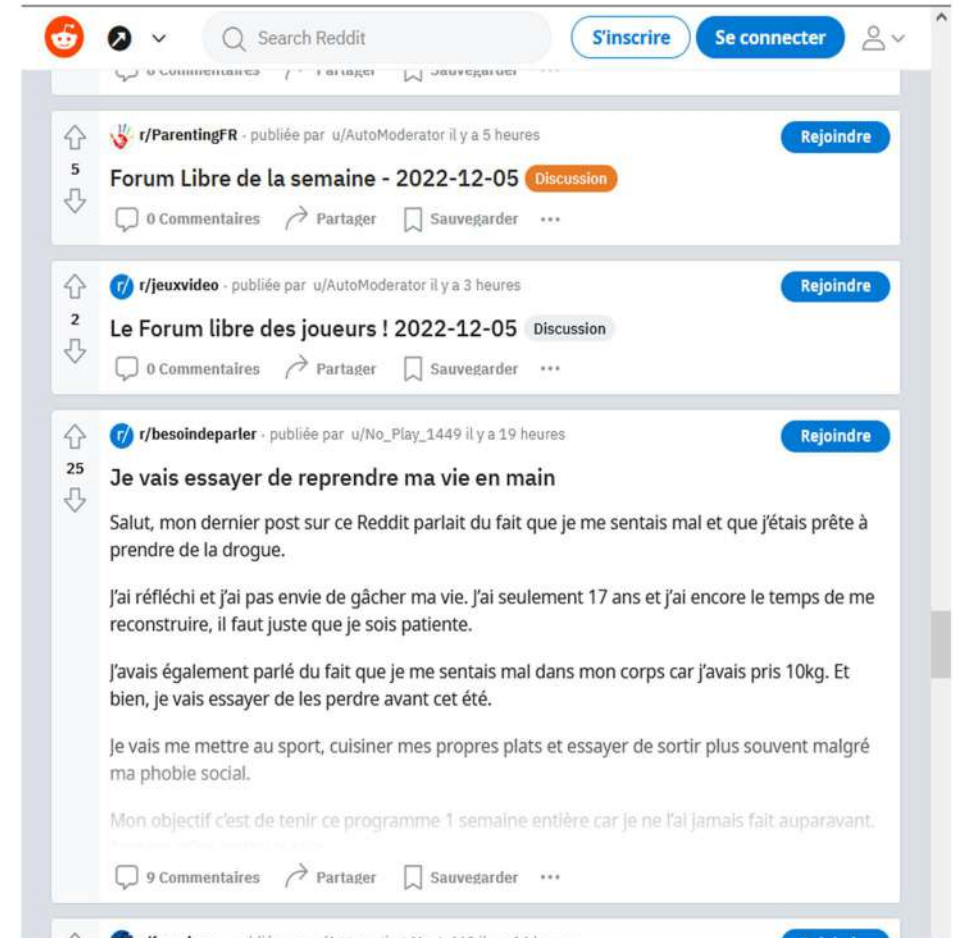 Search Reddit
S'inscrire
Se connecter
Commentaires Partager Sauvegarder ...
r/ParentingFR · publiée par u/AutoModerator il y a 5 heures
Rejoindre
5
Forum Libre de la semaine - 2022-12-05 Discussion
0 Commentaires Partager Sauvegarder ...
r/ r/jeuxvideo · publiée par u/AutoModerator il y a 3 heures
Rejoindre
2
Le Forum libre des joueurs ! 2022-12-05 Discussion
0 Commentaires Partager Sauvegarder ...
r/ r/besoindeparler · publiée par u/No_Play_1449 il y a 19 heures
Rejoindre
25
Je vais essayer de reprendre ma vie en main
Salut, mon dernier post sur ce Reddit parlait du fait que je me sentais mal et que j'étais prête à
prendre de la drogue.
J'ai réfléchi et j'ai pas envie de gâcher ma vie. J'ai seulement 17 ans et j'ai encore le temps de me
reconstruire, il faut juste que je sois patiente.
J'avais également parlé du fait que je me sentais mal dans mon corps car j'avais pris 10kg. Et
bien, je vais essayer de les perdre avant cet été.
Je vais me mettre au sport, cuisiner mes propres plats et essayer de sortir plus souvent malgré
ma phobie social.
Mon objectif c'est de tenir ce programme 1 semaine entière car je ne l'ai jamais fait auparavant.
9 Commentaires Partager Sauvegarder ...